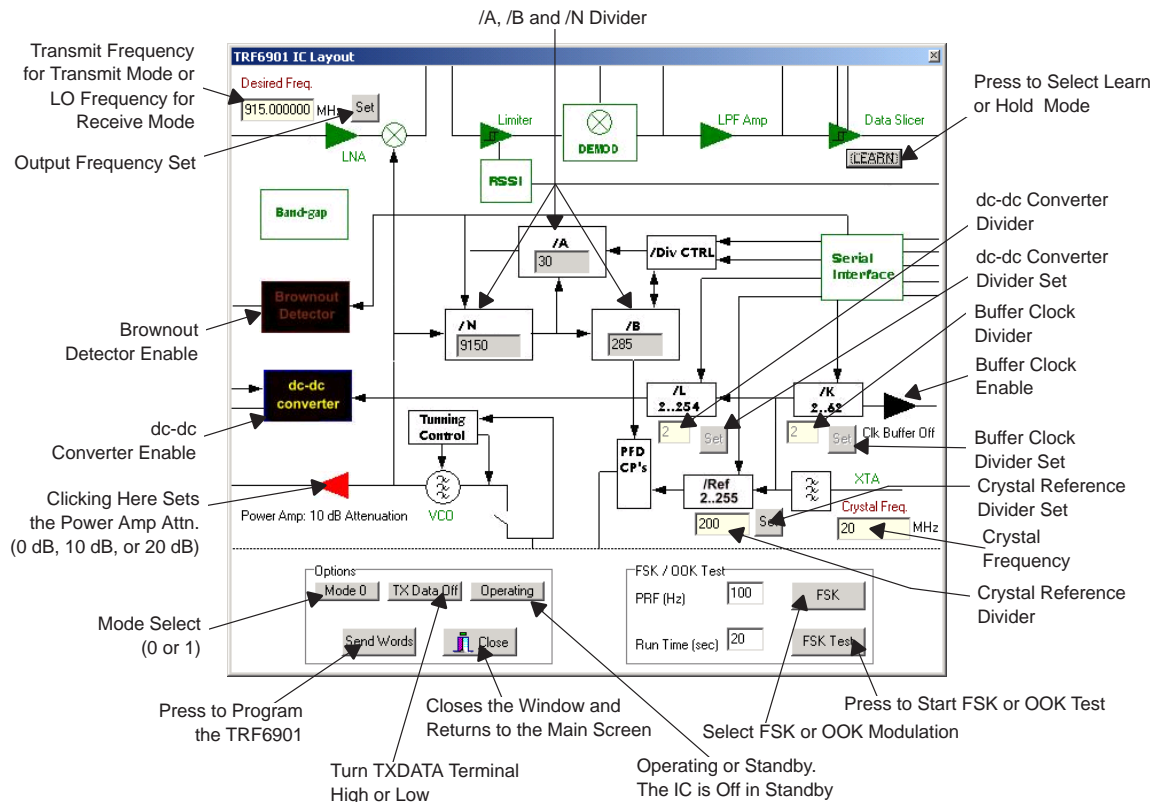 /A, /B and /N Divider
Transmit Frequency
for Transmit Mode or
LO Frequency for
Receive Mode
Output Frequency Set
TRF6901 IC Layout
Desired Freq.
915.000000
MHz
Set
LNA
Limiter
DEMOD
LPF Amp
Data Slicer
(LEARN)
RSSI
Press to Select Learn
or Hold Mode
Band-gap
/A
30
/Div CTRL
Serial
Interface
dc-dc Converter
Divider
dc-dc Converter
Divider Set
Brownout
Detector
Brownout
Detector Enable
/N
9150
/B
285
Buffer Clock
Divider
Buffer Clock
Enable
dc-dc
converter
/L
2..254
/K
2..62
2
Set
2
Set
Clk Buffer Off
dc-dc
Converter Enable
Tunning
Control
PFD
CP's
Buffer Clock
Divider Set
Crystal Reference
Divider Set
Clicking Here Sets
the Power Amp Attn.
(0 dB, 10 dB, or 20 dB)
Power Amp: 10 dB Attenuation
VCO
/Ref
2..255
XTA
200
Set
Crystal Freq.
20
MHz
Crystal
Frequency
Crystal Reference
Divider
Options
Mode 0
TX Data Off
Operating
Send Words
Close
FSK / OOK Test
PRF (Hz)
100
FSK
Run Time (sec)
20
FSK Test
Mode Select
(0 or 1)
Press to Program
the TRF6901
Closes the Window and
Returns to the Main Screen
Turn TXDATA Terminal
High or Low
Operating or Standby.
The IC is Off in Standby
Select FSK or OOK Modulation
Press to Start FSK or OOK Test